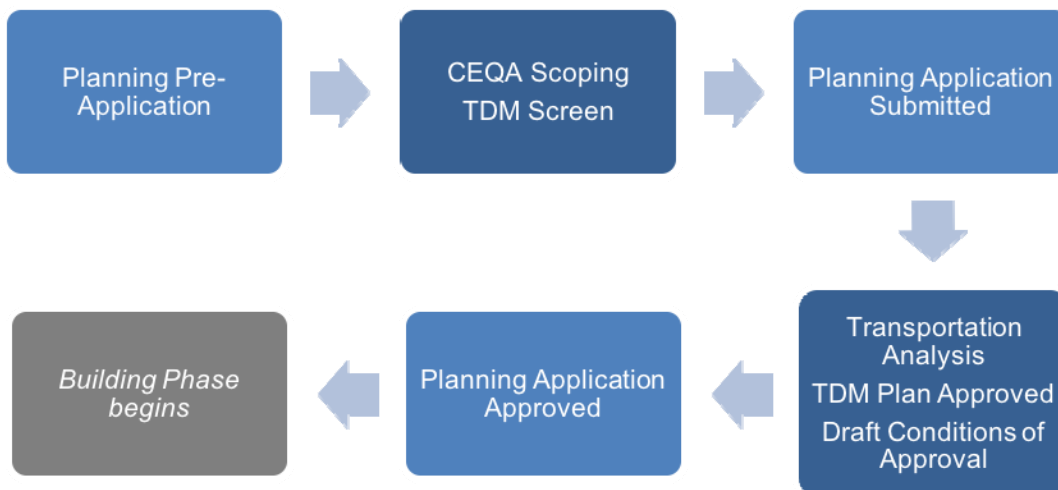 Planning Pre-
Application
CEQA Scoping
TDM Screen
Planning Application
Submitted
Transportation
Analysis
TDM Plan Approved
Draft Conditions of
Approval
Planning Application
Approved
Building Phase
begins